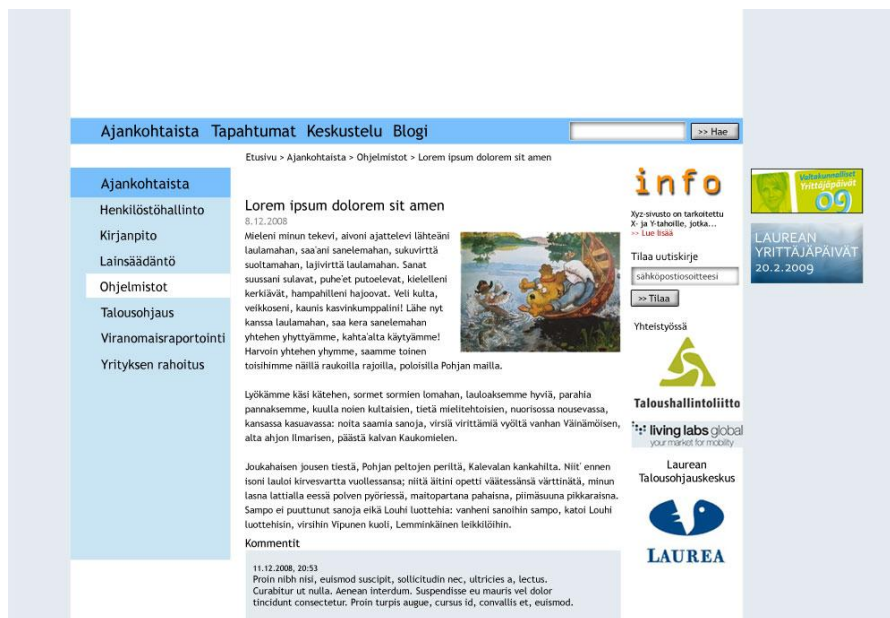 Ajankohtaista Tapahtumat Keskustelu Blogi
>> Hae
Etusivu > Ajankohtaista > Ohjelmistot > Lorem ipsum dolorem sit amen
Ajankohtaista
Henkilöstöhallinto
Kirjanpito
Lainsäädäntö
Ohjelmistot
Talousohjaus
Viranomaisraportointi
Yrityksen rahoitus
Lorem ipsum dolorem sit amen
8.12.2008
Mieleni minun tekevi, aivoni ajattelevi lähteäni
laulamahan, saa'ani sanelemahan, sukuvirttä
suoltamahan, lajivirttä laulamahan. Sanat
suussani sulavat, puhe'et putoelevat, kielelleni
kerkiävät, hampahilleni hajoovat. Veli kulta,
veikkoseni, kaunis kasvinkumppalini! Lähe nyt
kanssa laulamahan, saa kera sanelemahan
yhtehen yhyttyämme, kahta'alta käytyämme!
Harvoin yhtehen yhymme, saamme toinen
toisihimme näillä raukoilla rajoilla, poloisilla Pohjan mailla.
Lyökämme käsi kätehen, sormet sormien lomahan, lauloaksemme hyviä, parahia
pannaksemme, kuulla noien kultaisien, tietä mielitehtoisien, nuorisossa nousevassa,
kansassa kasuavassa: noita saamia sanoja, virsiä virittämiä vyöltä vanhan Väinämöisen,
alta ahjon Ilmarisen, päästä kalvan Kaukomielen.
Joukahaisen jousen tiestä, Pohjan peltojen periltä, Kalevalan kankahilta. Niit' ennen
isoni lauloi kirvesvartta vuollessansa; niitä äitini opetti väätessänsä värttinätä, minun
lasna lattialla eessä polven pyöriessä, maitopartana pahaisna, piimäsuuna pikkaraisna.
Sampo ei puuttunut sanoja eikä Louhi luottehia: vanheni sanoihin sampo, katoi Louhi
luottehisin, virsihin Vipunen kuoli, Lemminkäinen leikkilöihin.
Kommentit
11.12.2008, 20:53
Proin nibh nisi, euismod suscipit, sollicitudin nec, ultricies a, lectus.
Curabitur ut nulla. Aenean interdum. Suspendisse eu mauris vel dolor
tincidunt consectetur. Proin turpis augue, cursus id, convallis et, euismod.
info
Xyz-sivusto on tarkoitettu
X- ja Y-tahoille, jotka...
>> Lue lisää
Tilaa uutiskirje
sähköpostiosoitteesi
>> Tilaa
Yhteistyössä
Taloushallintoliitto
living labs global
your market for mobility
Laurean
Talousohjauskeskus
LAUREA
Valtakunnalliset
Yrittäjäpäivät
09
LAUREAN
YRITTÄJÄPÄIVÄT
20.2.2009